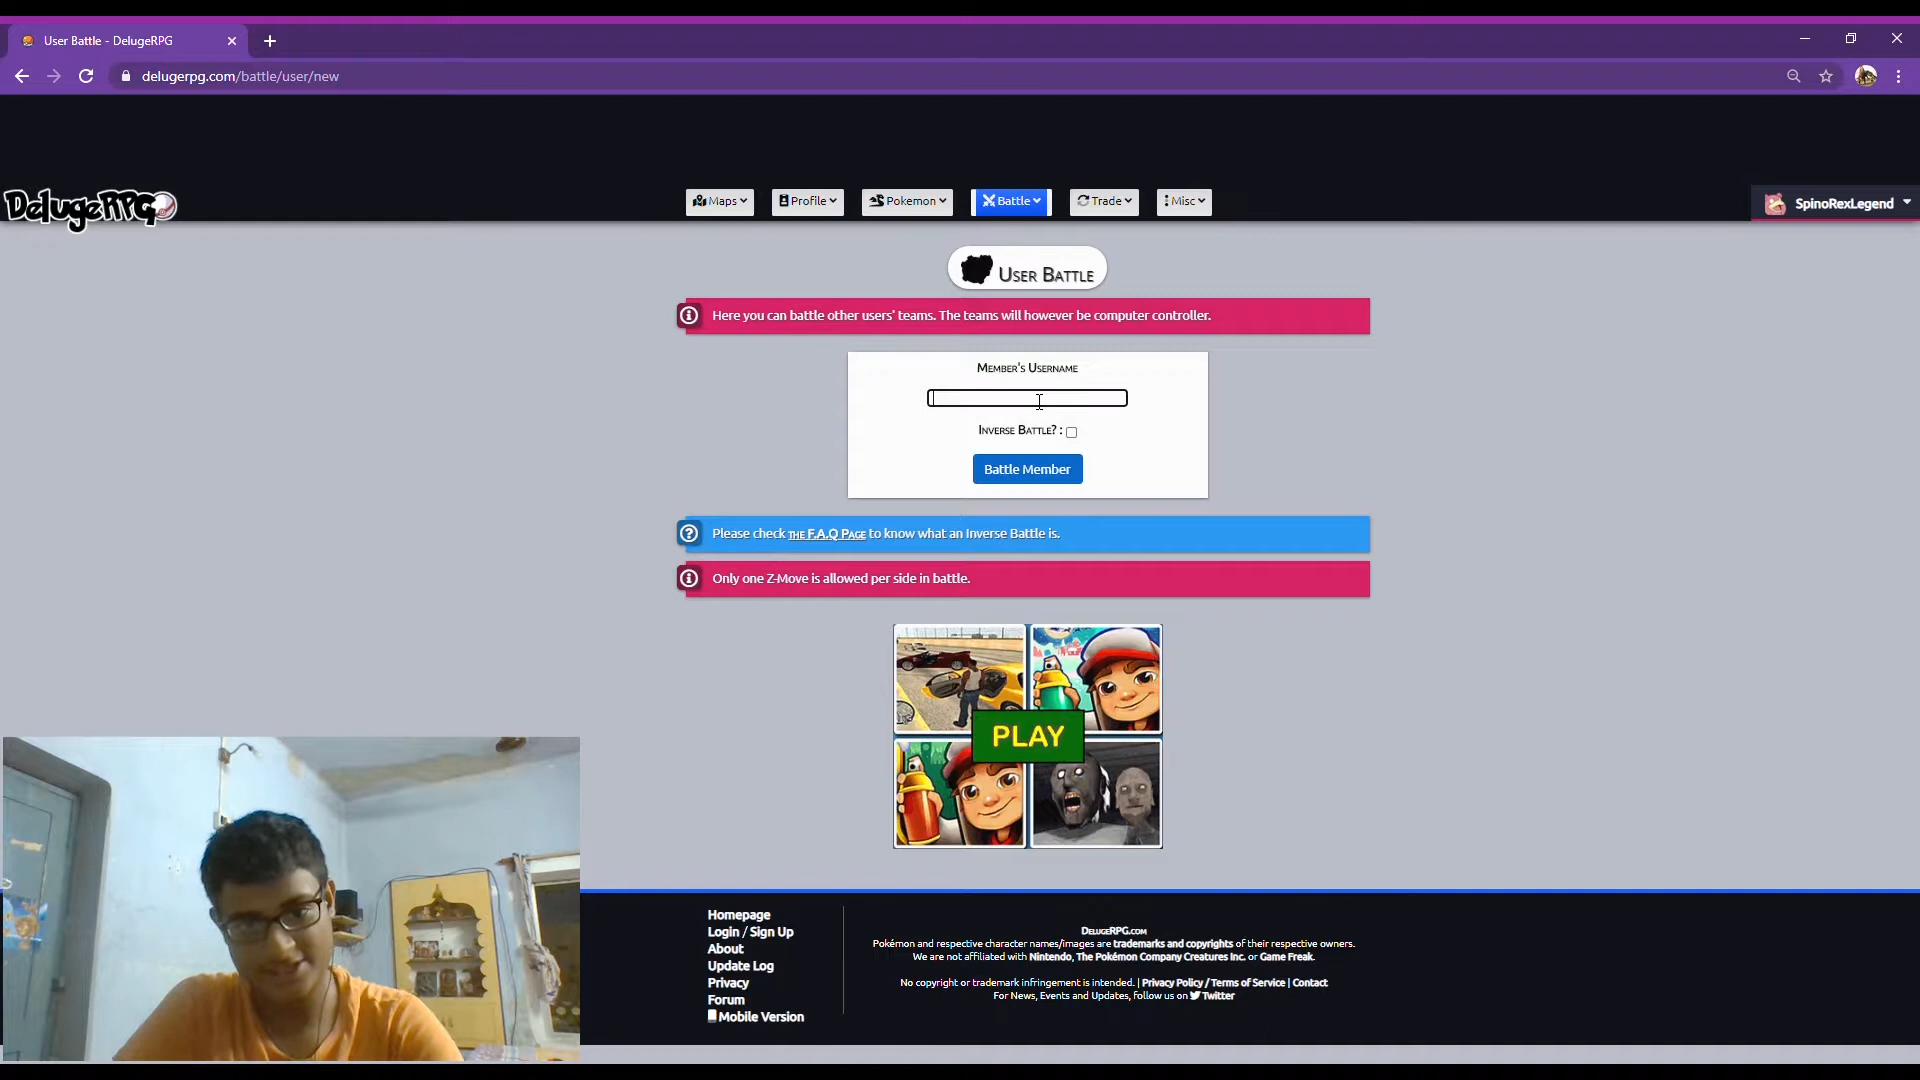 User Battle - DelugeRPG
delugerpg.com/battle/user/new
DelugeRPG
Maps
Profile
Pokemon
Battle
Trade
Misc
SpinoRexLegend
User Battle
Here you can battle other users' teams. The teams will however be computer controller.
Member's Username
Inverse Battle? :
Battle Member
Please check the F.A.Q Page to know what an Inverse Battle is.
Only one Z-Move is allowed per side in battle.
PLAY
Homepage
Login / Sign Up
About
Update Log
Privacy
Forum
Mobile Version
DelugeRPG.com
Pokémon and respective character names/images are trademarks and copyrights of their respective owners.
We are not affiliated with Nintendo, The Pokémon Company Creatures Inc. or Game Freak.
No copyright or trademark infringement is intended. | Privacy Policy / Terms of Service | Contact
For News, Events and Updates, follow us on Twitter